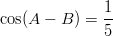 cos(A − B) = 1/5